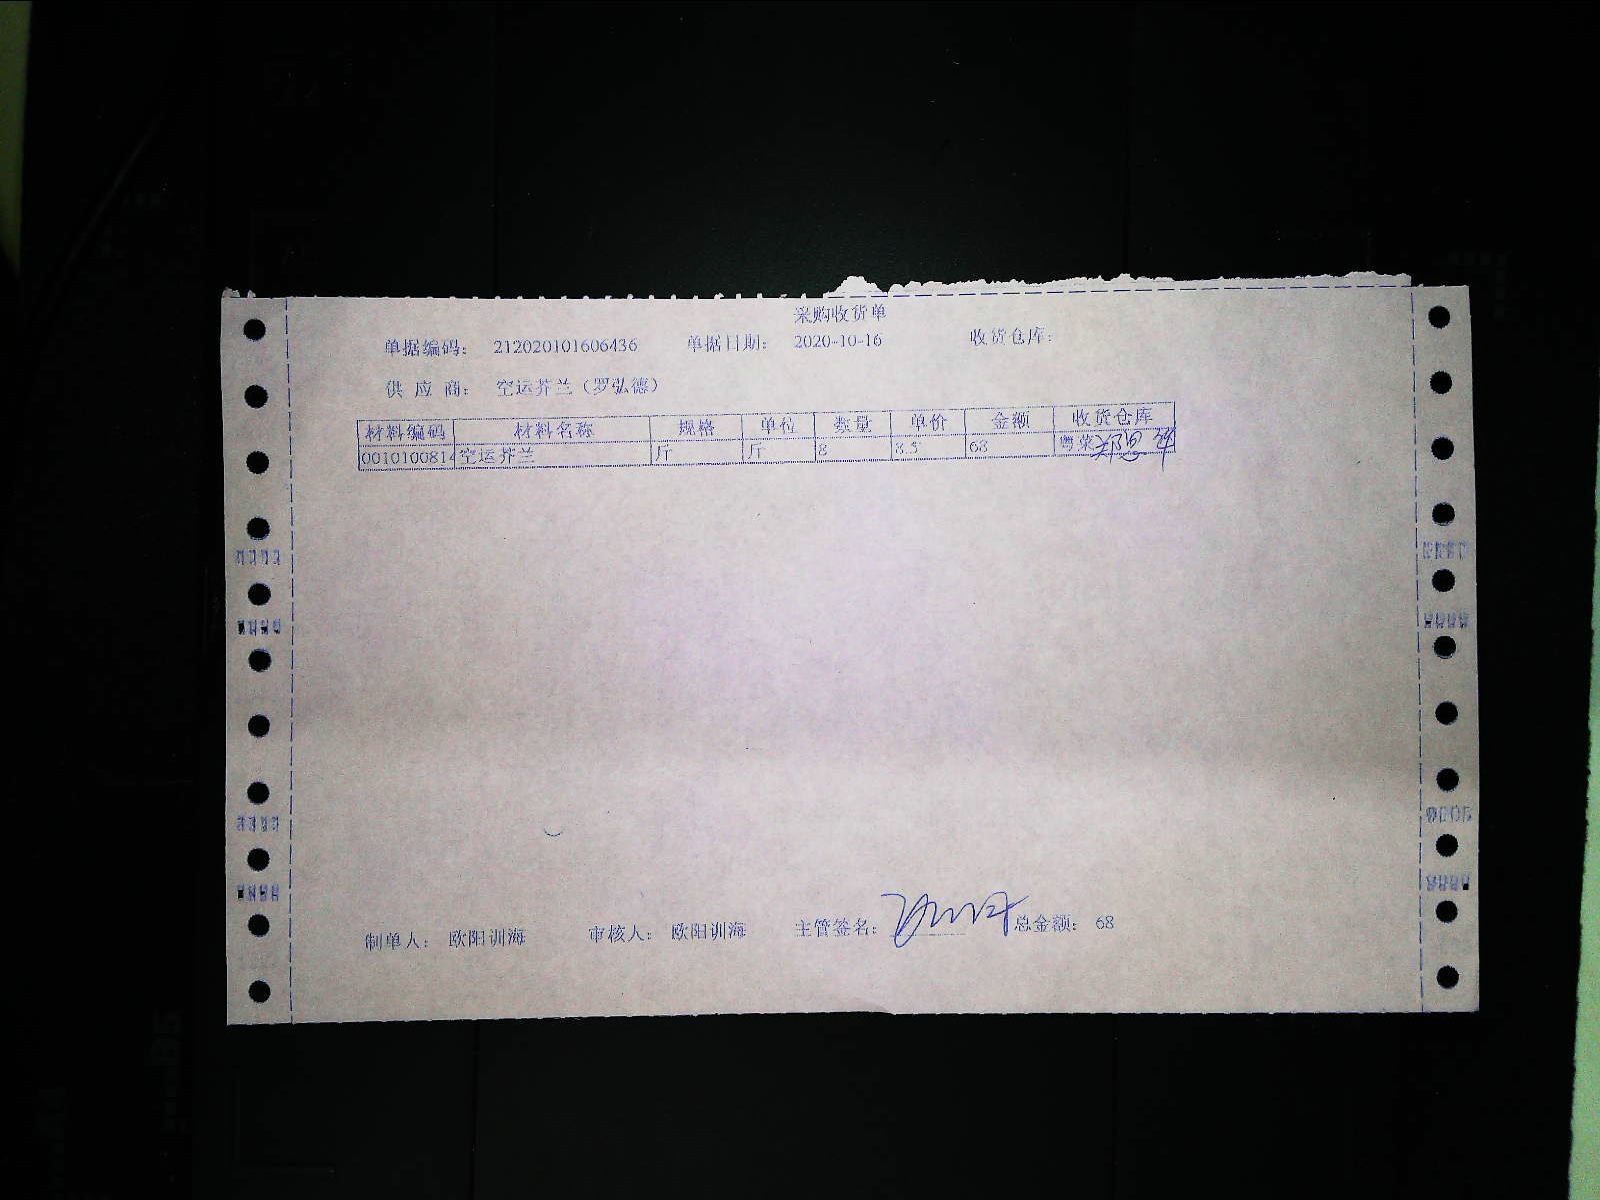 采购收货单
单据编码: 212020101606436 单据日期: 2020-10-16 收货仓库:
供 应 商: 空运芥兰（罗弘德）
材料编码 材料名称 规格 单位 数量 单价 金额 收货仓库
0010100814 空运芥兰 斤 斤 8 8.5 68 粤菜
制单人: 欧阳训海 审核人: 欧阳训海 主管签名: 总金额: 68